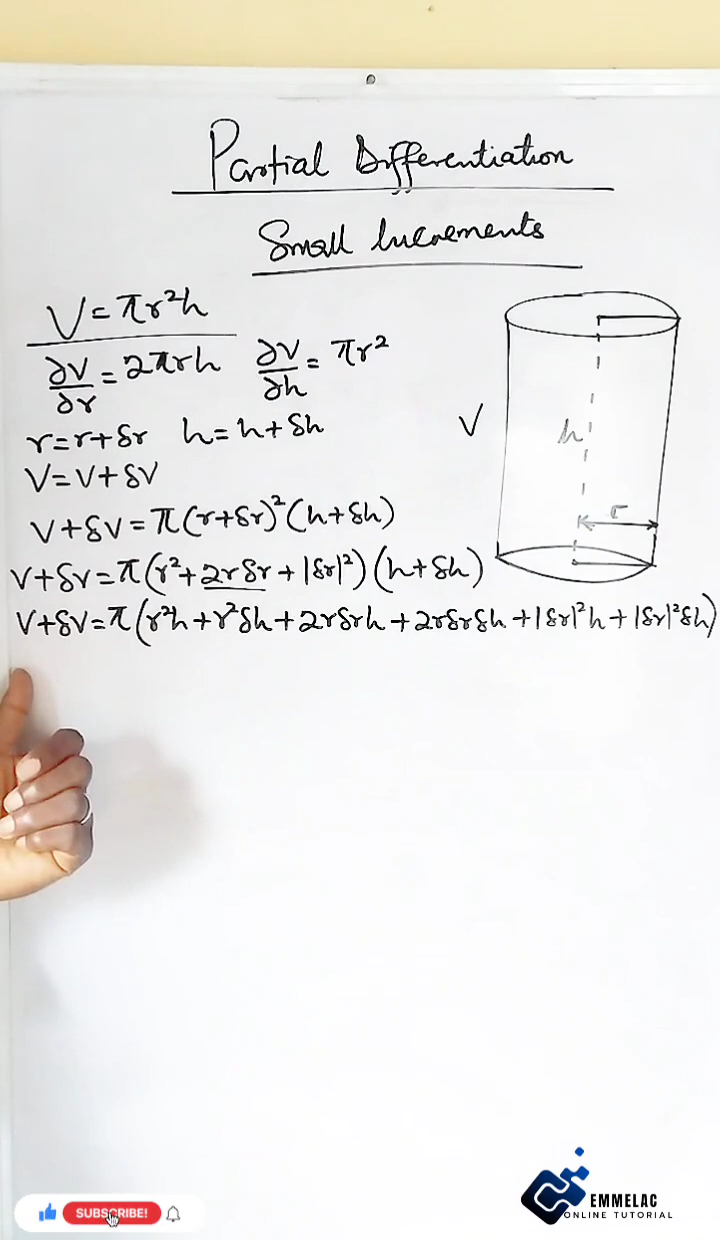 Partial Differentiation
Small Increments
V = πr²h
∂V/∂r = 2πrh ∂V/∂h = πr²
r=r+δr h=h+δh
V=V+δV
V+δV=π(r+δr)²(h+δh)
V+δV=π(r²+2rδr+|δr|²)(h+δh)
V+δV=π(r²h+r²δh+2rδrh+2rδrδh+|δr|²h+|δr|²δh)
V
h
r
SUBSCRIBE!
EMMELAC
ONLINE TUTORIAL